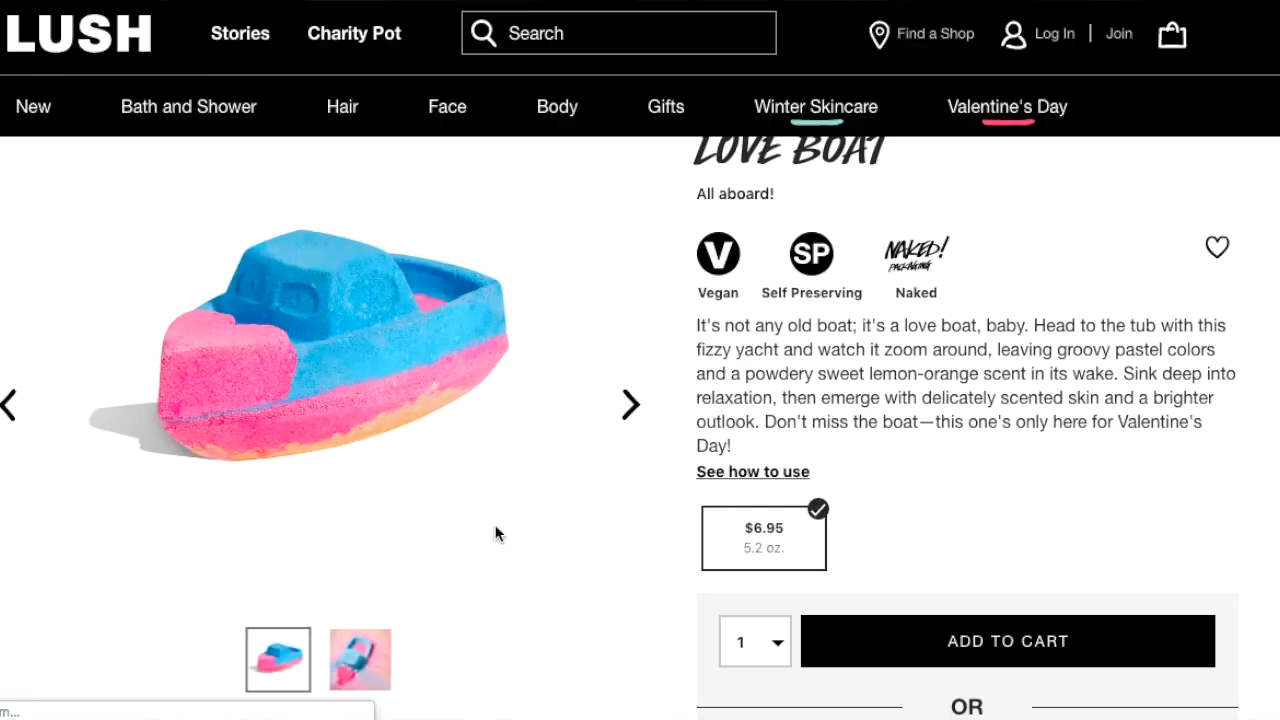 LUSH
Stories
Charity Pot
Search
Find a Shop
Log In | Join
New
Bath and Shower
Hair
Face
Body
Gifts
Winter Skincare
Valentine's Day
LOVE BOAT
All aboard!
V
SP
NAKED!
PACKAGING
Vegan
Self Preserving
Naked
It's not any old boat; it's a love boat, baby. Head to the tub with this
fizzy yacht and watch it zoom around, leaving groovy pastel colors
and a powdery sweet lemon-orange scent in its wake. Sink deep into
relaxation, then emerge with delicately scented skin and a brighter
outlook. Don't miss the boat—this one's only here for Valentine's
Day!
See how to use
$6.95
5.2 oz.
1
ADD TO CART
OR
m...